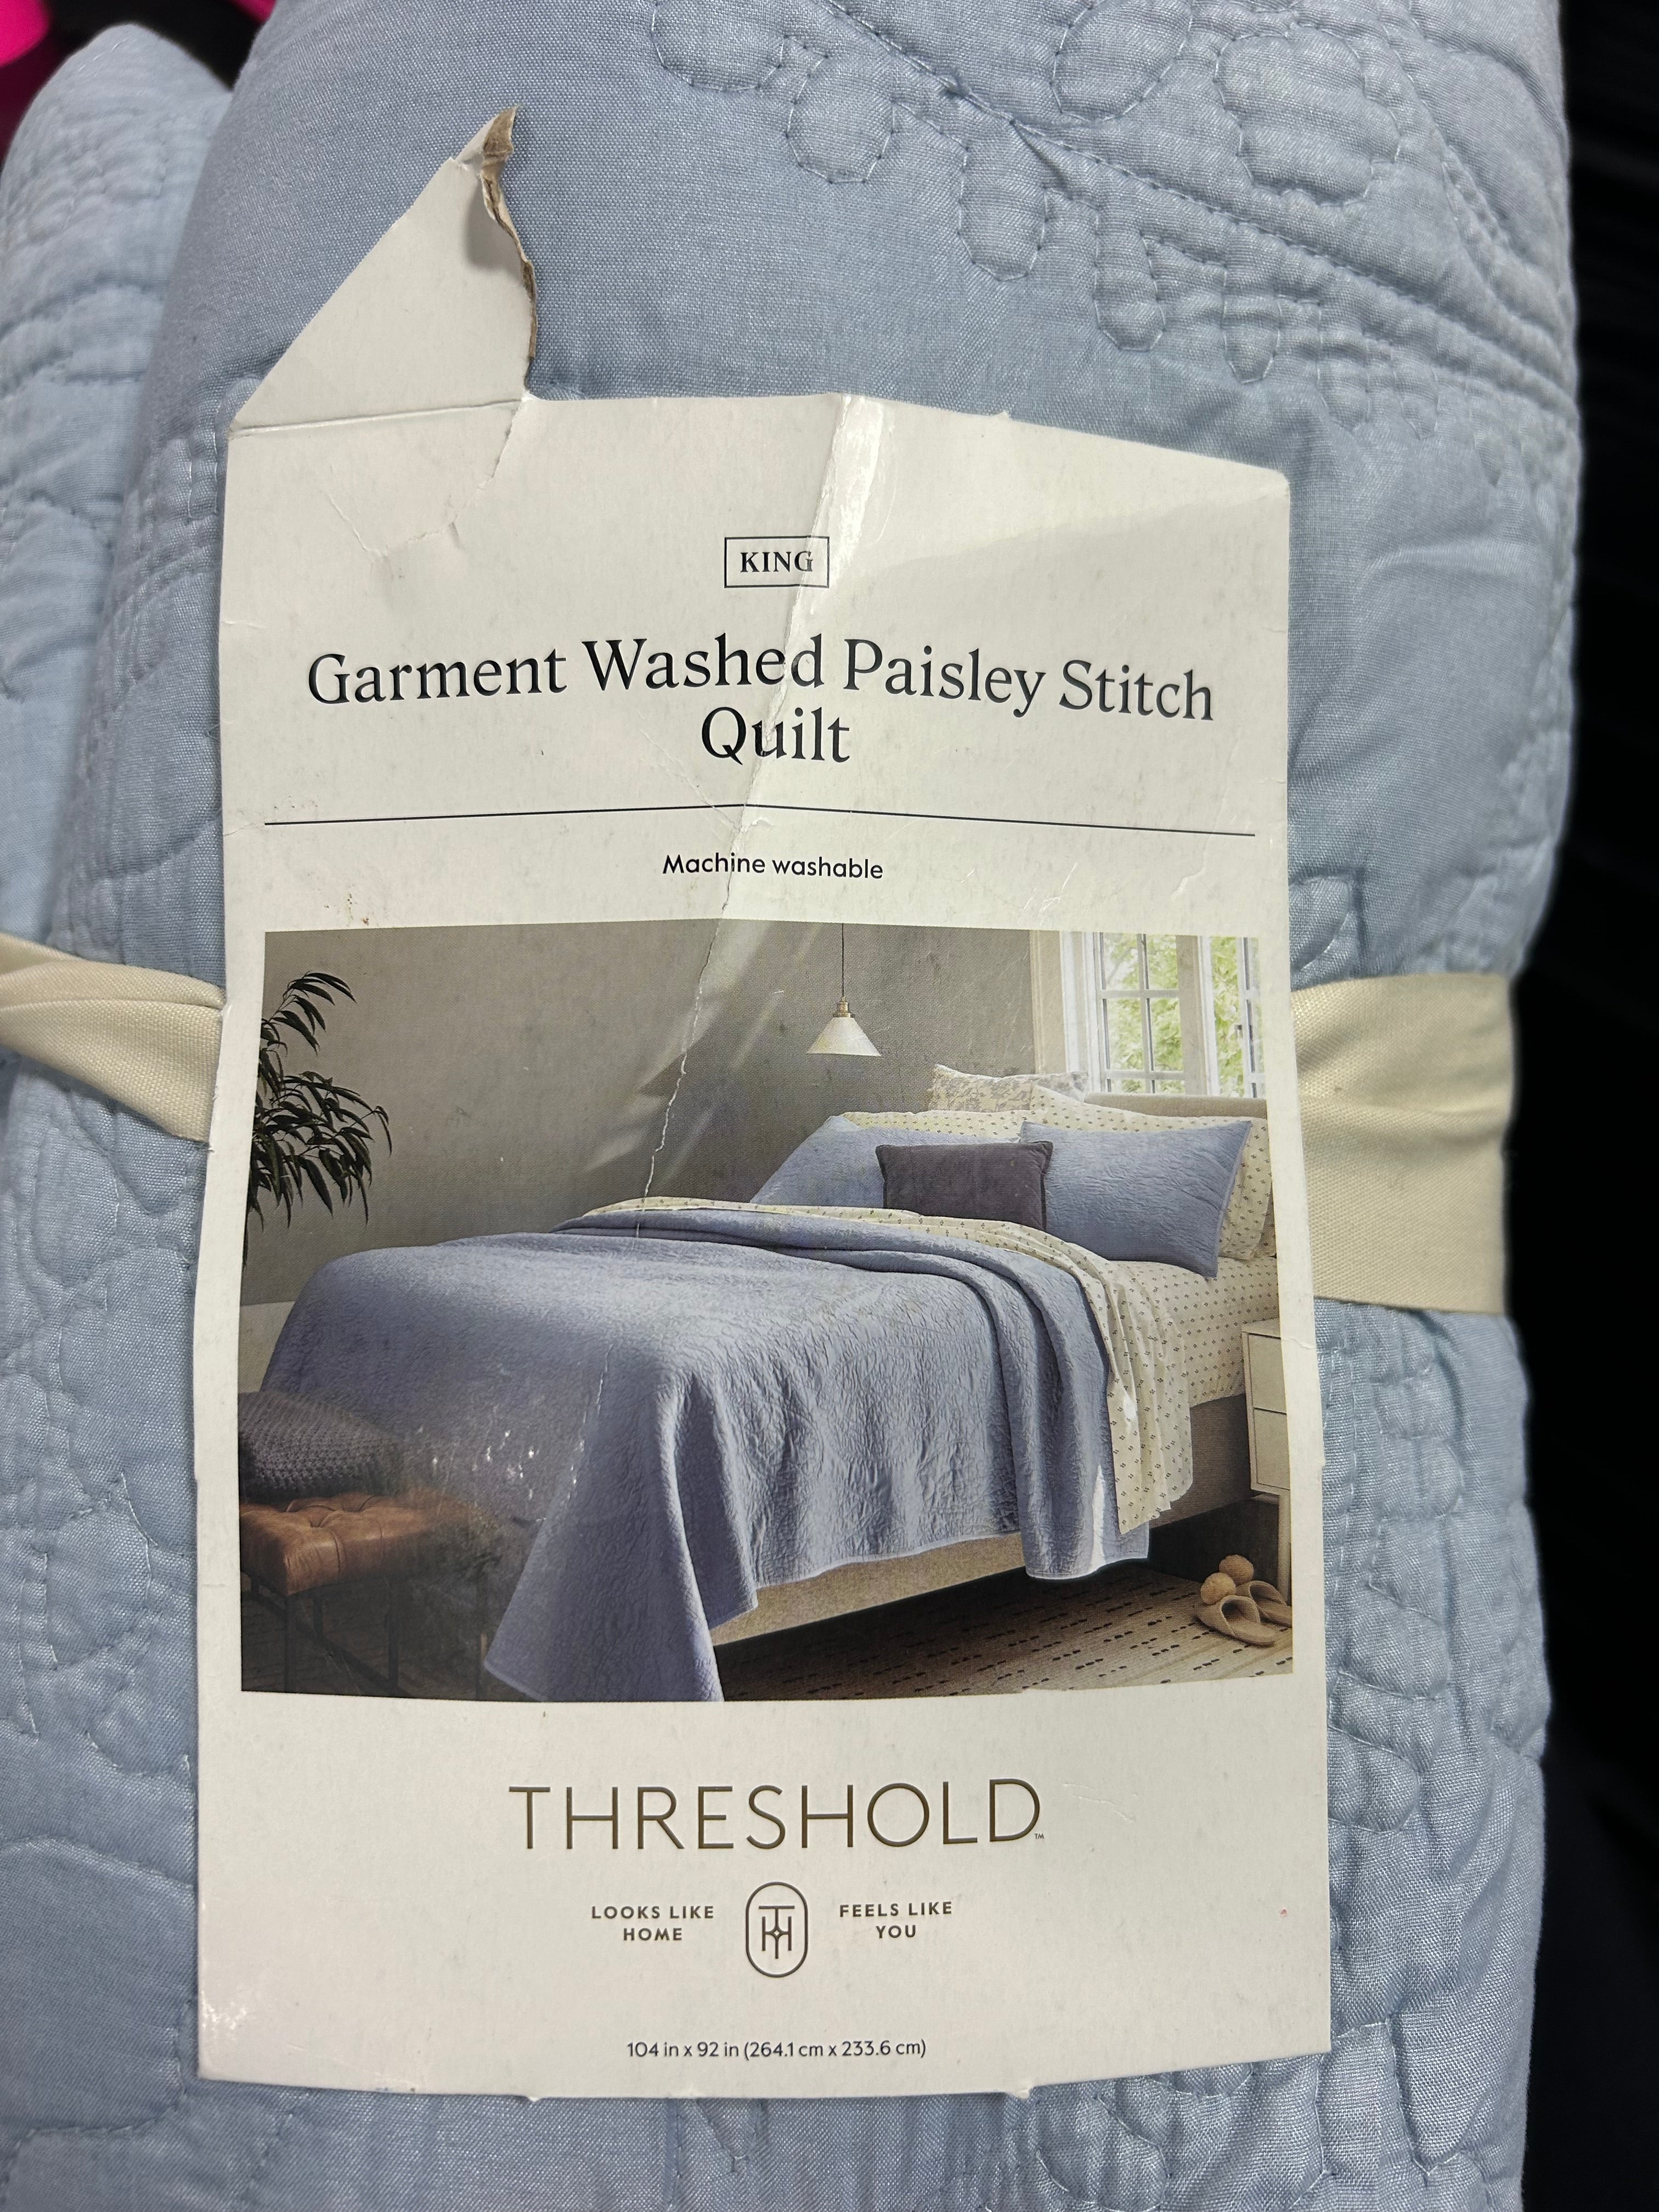 KING
Garment Washed Paisley Stitch
Quilt
Machine washable
THRESHOLD™
LOOKS LIKE
HOME
FEELS LIKE
YOU
104 in x 92 in (264.1 cm x 233.6 cm)